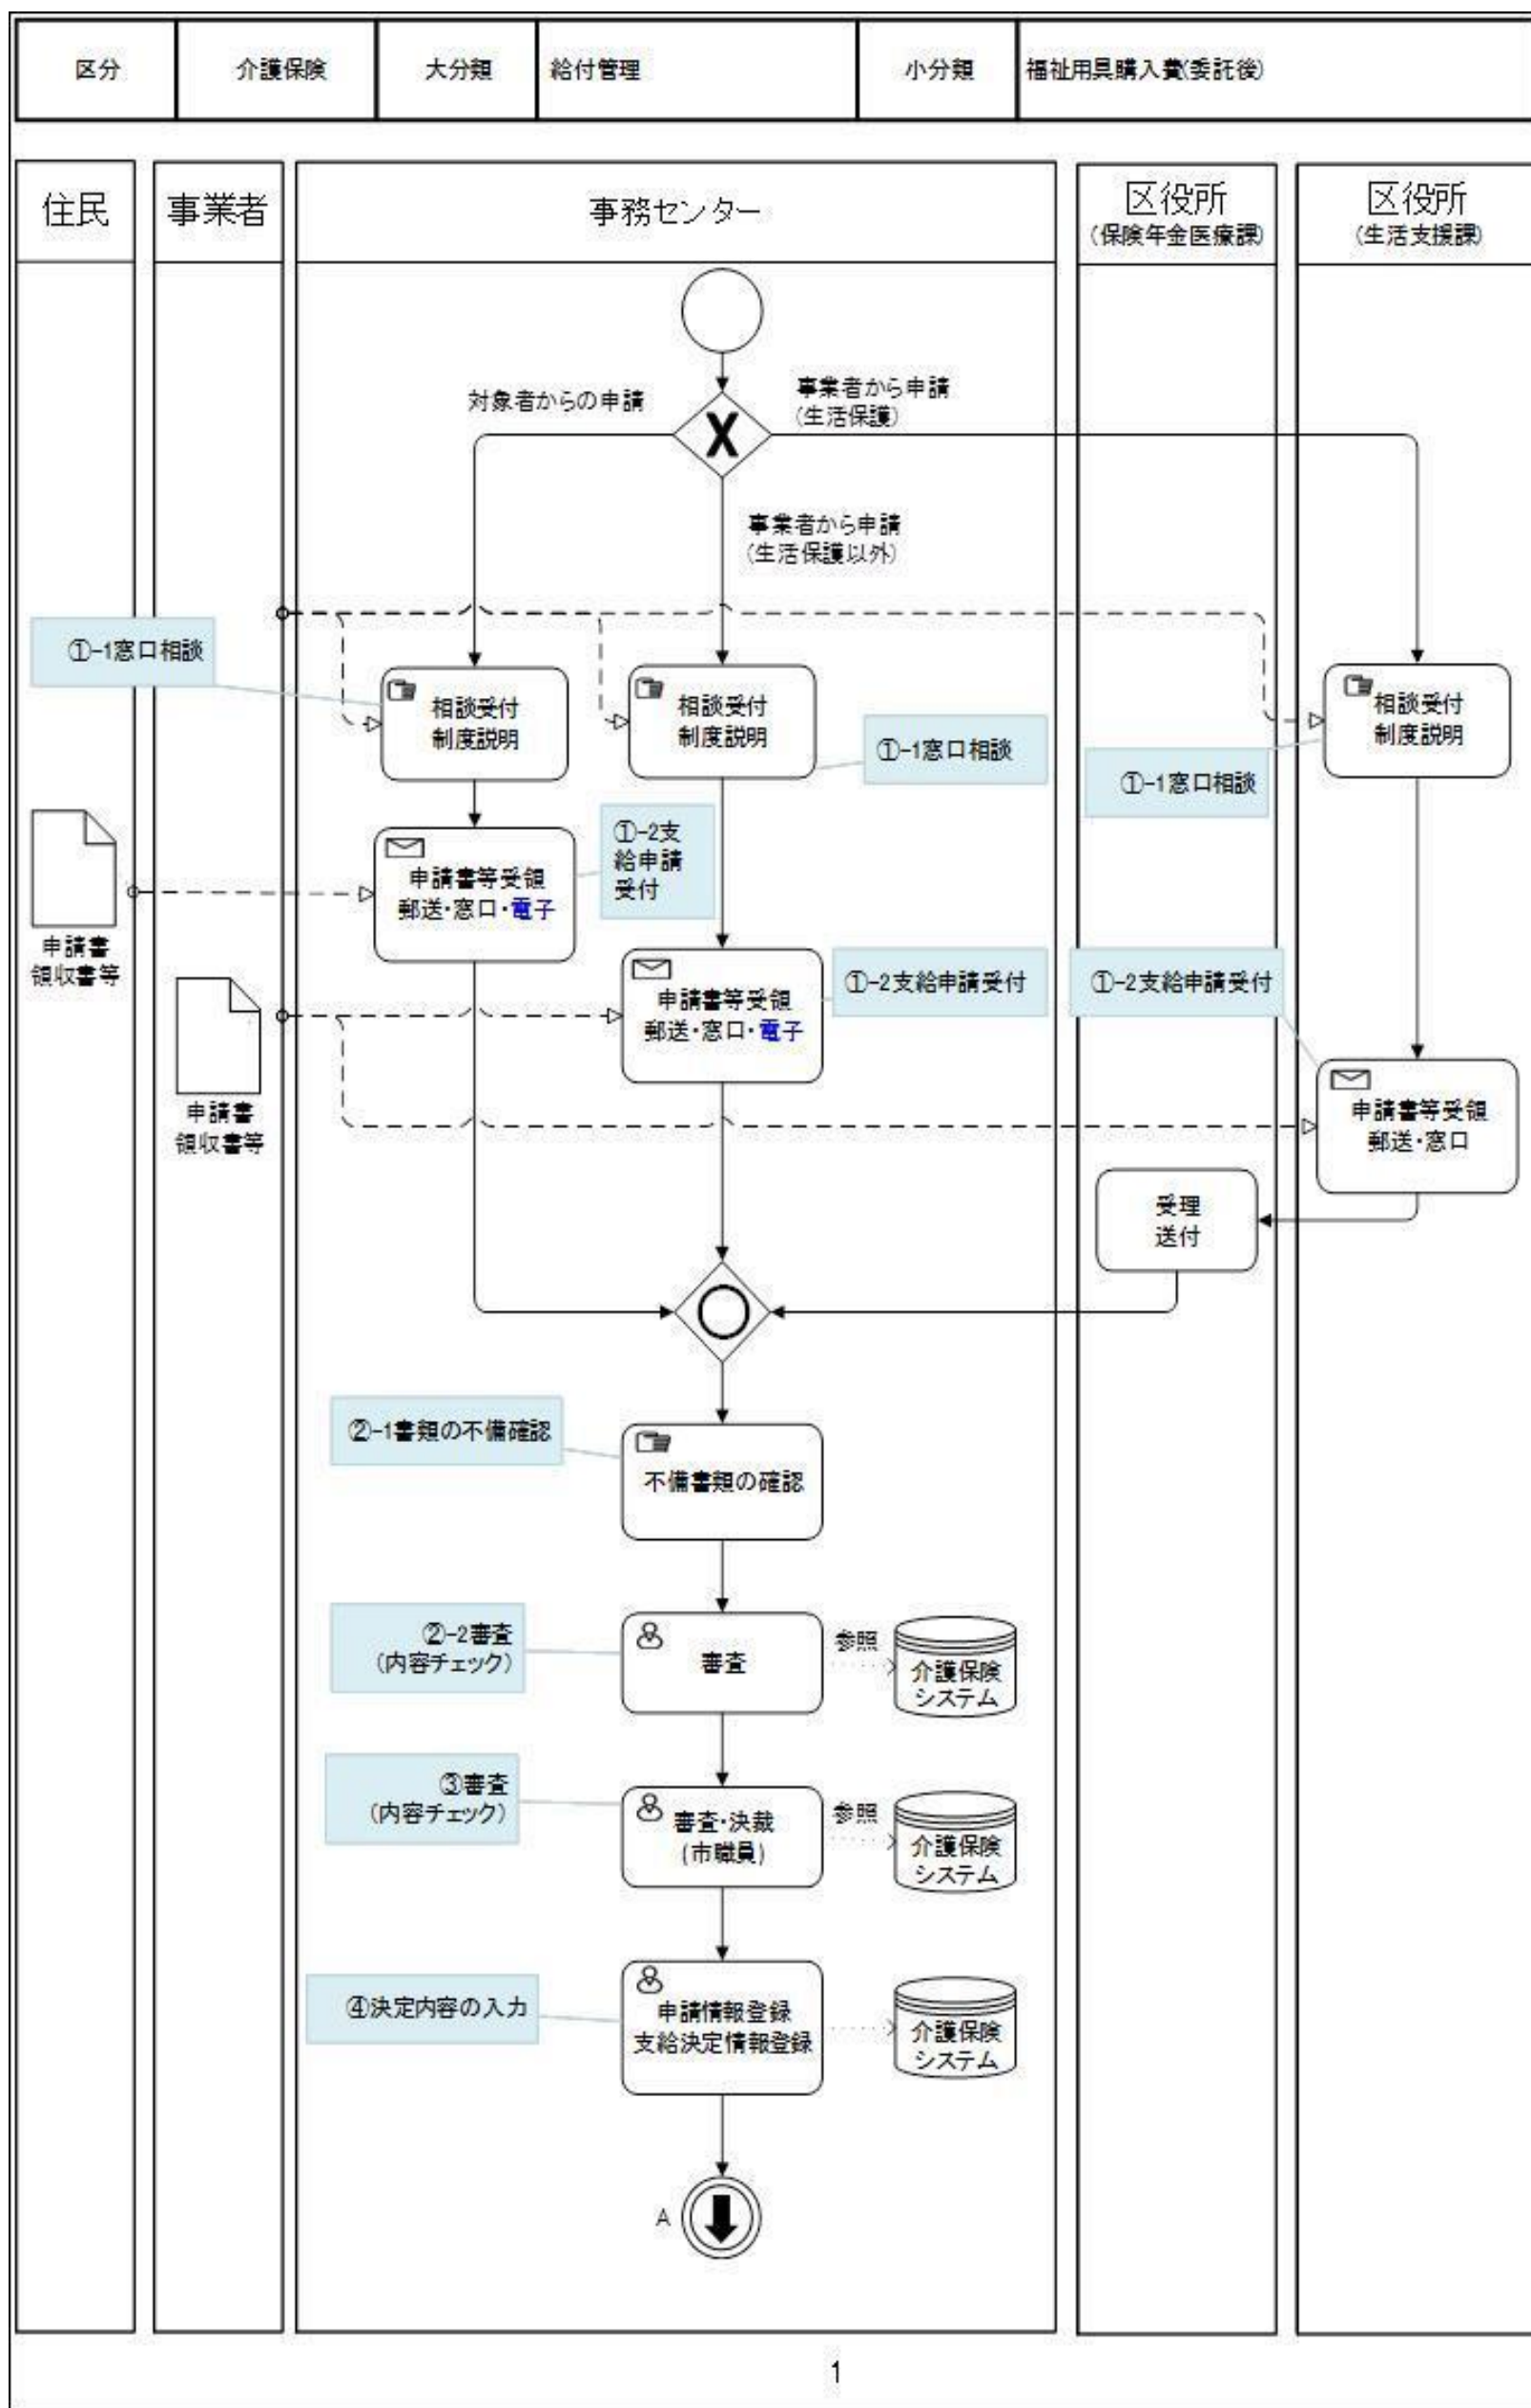 区分 介護保険 大分類 給付管理 小分類 福祉用具購入費(委託後)
住民
事業者
事務センター
区役所
(保険年金医療課)
区役所
(生活支援課)
対象者からの申請
事業者から申請
(生活保護)
X
事業者から申請
(生活保護以外)
①-1窓口相談
相談受付
制度説明
相談受付
制度説明
①-1窓口相談
①-1窓口相談
相談受付
制度説明
申請書
領収書等
申請書等受領
郵送・窓口・電子
①-2支
給申請
受付
申請書
領収書等
申請書等受領
郵送・窓口・電子
①-2支給申請受付
①-2支給申請受付
申請書等受領
郵送・窓口
受理
送付
②-1書類の不備確認
不備書類の確認
②-2審査
(内容チェック)
審査
参照
介護保険
システム
③審査
(内容チェック)
審査・決裁
(市職員)
参照
介護保険
システム
④決定内容の入力
申請情報登録
支給決定情報登録
介護保険
システム
A
1